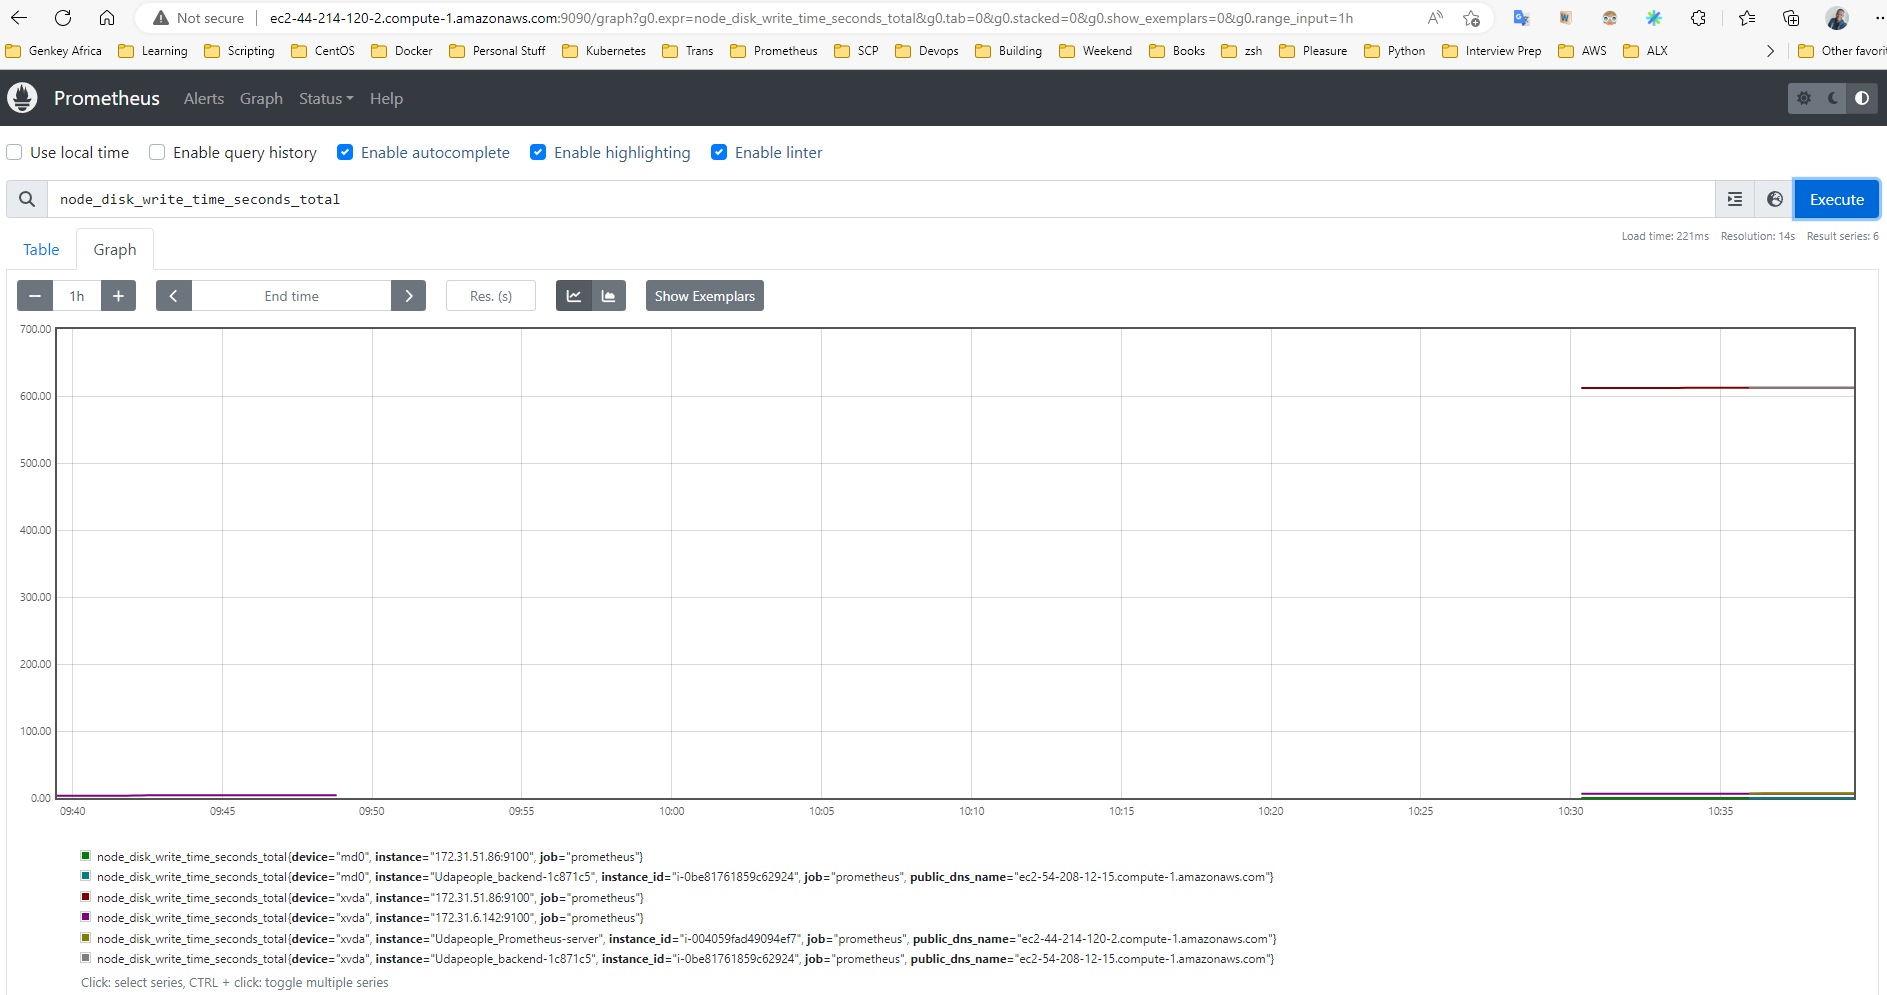 Not secure ec2-44-214-120-2.compute-1.amazonaws.com:9090/graph?g0.expr=node_disk_write_time_seconds_total&g0.tab=0&g0.stacked=0&g0.show_exemplars=0&g0.range_input=1h
Genkey Africa Learning Scripting CentOS Docker Personal Stuff Kubernetes Trans Prometheus SCP Devops Building Weekend Books zsh Pleasure Python Interview Prep AWS ALX Other favori
Prometheus Alerts Graph Status Help
Use local time Enable query history Enable autocomplete Enable highlighting Enable linter
node_disk_write_time_seconds_total Execute
Load time: 221ms Resolution: 14s Result series: 6
Table Graph
1h End time Res. (s) Show Exemplars
700.00
600.00
500.00
400.00
300.00
200.00
100.00
0.00
09:40 09:45 09:50 09:55 10:00 10:05 10:10 10:15 10:20 10:25 10:30 10:35
node_disk_write_time_seconds_total{device="md0", instance="172.31.51.86:9100", job="prometheus"}
node_disk_write_time_seconds_total{device="md0", instance="Udapeople_backend-1c871c5", instance_id="i-0be81761859c62924", job="prometheus", public_dns_name="ec2-54-208-12-15.compute-1.amazonaws.com"}
node_disk_write_time_seconds_total{device="xvda", instance="172.31.51.86:9100", job="prometheus"}
node_disk_write_time_seconds_total{device="xvda", instance="172.31.6.142:9100", job="prometheus"}
node_disk_write_time_seconds_total{device="xvda", instance="Udapeople_Prometheus-server", instance_id="i-004059fad49094ef7", job="prometheus", public_dns_name="ec2-44-214-120-2.compute-1.amazonaws.com"}
node_disk_write_time_seconds_total{device="xvda", instance="Udapeople_backend-1c871c5", instance_id="i-0be81761859c62924", job="prometheus", public_dns_name="ec2-54-208-12-15.compute-1.amazonaws.com"}
Click: select series, CTRL + click: toggle multiple series